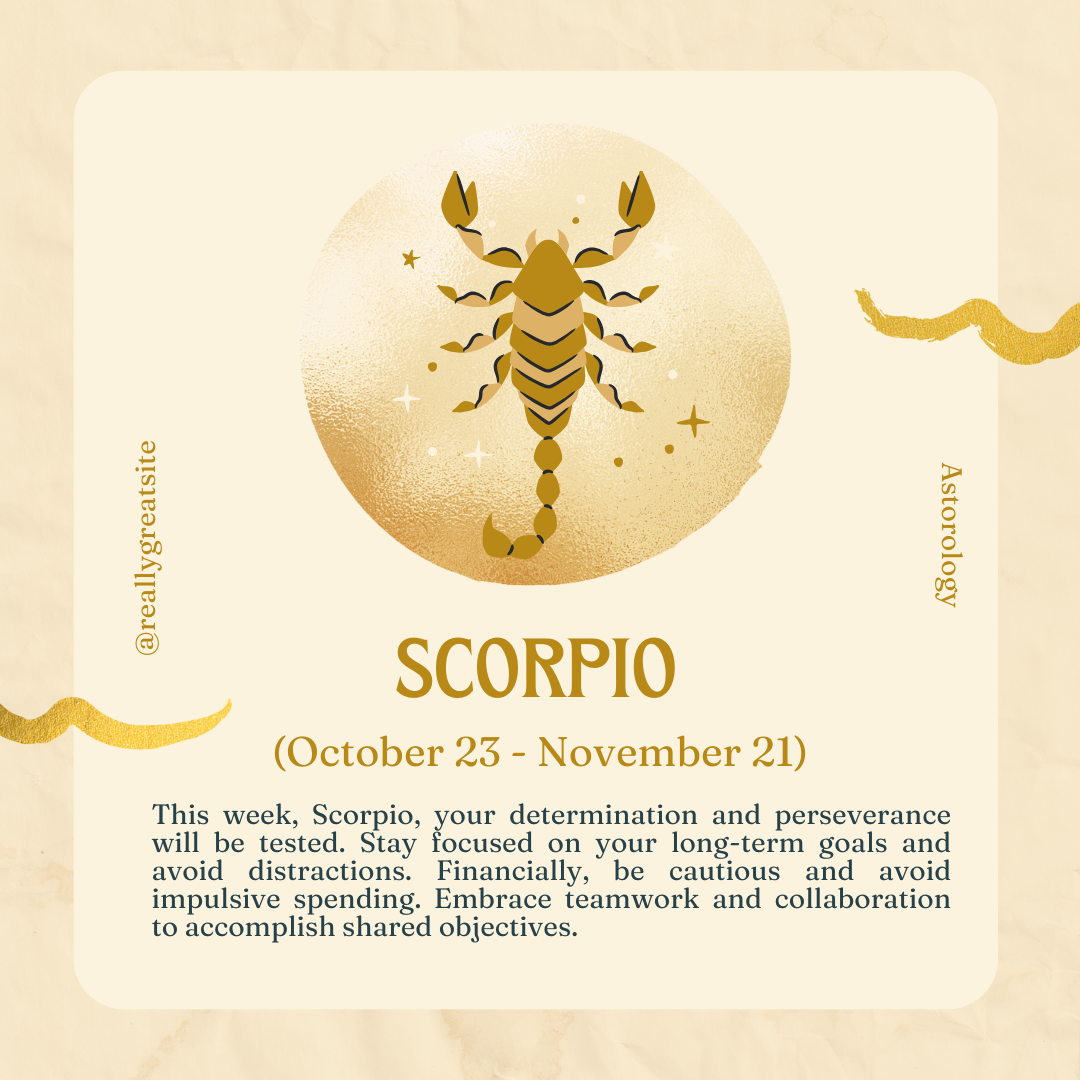 @reallygreatsite
Astorology
SCORPIO
(October 23 - November 21)
This week, Scorpio, your determination and perseverance
will be tested. Stay focused on your long-term goals and
avoid distractions. Financially, be cautious and avoid
impulsive spending. Embrace teamwork and collaboration
to accomplish shared objectives.